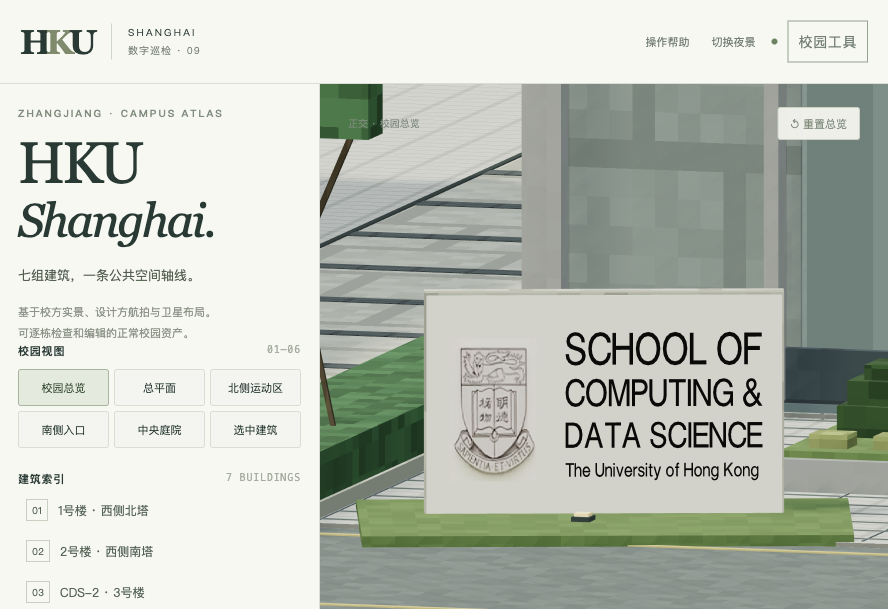 HKU
SHANGHAI
数字巡检 · 09
操作帮助
切换夜景
校园工具
ZHANGJIANG · CAMPUS ATLAS
HKU
Shanghai.
七组建筑，一条公共空间轴线。
基于校方实景、设计方航拍与卫星布局。
可逐栋检查和编辑的正常校园资产。
校园视图
01—06
校园总览
总平面
北侧运动区
南侧入口
中央庭院
选中建筑
建筑索引
7 BUILDINGS
01 1号楼 · 西侧北塔
02 2号楼 · 西侧南塔
03 CDS–2 · 3号楼
正交 · 校园总览
↺ 重置总览
SCHOOL OF
COMPUTING &
DATA SCIENCE
The University of Hong Kong
明德
格物
SAPIENTIA ET VIRTUS